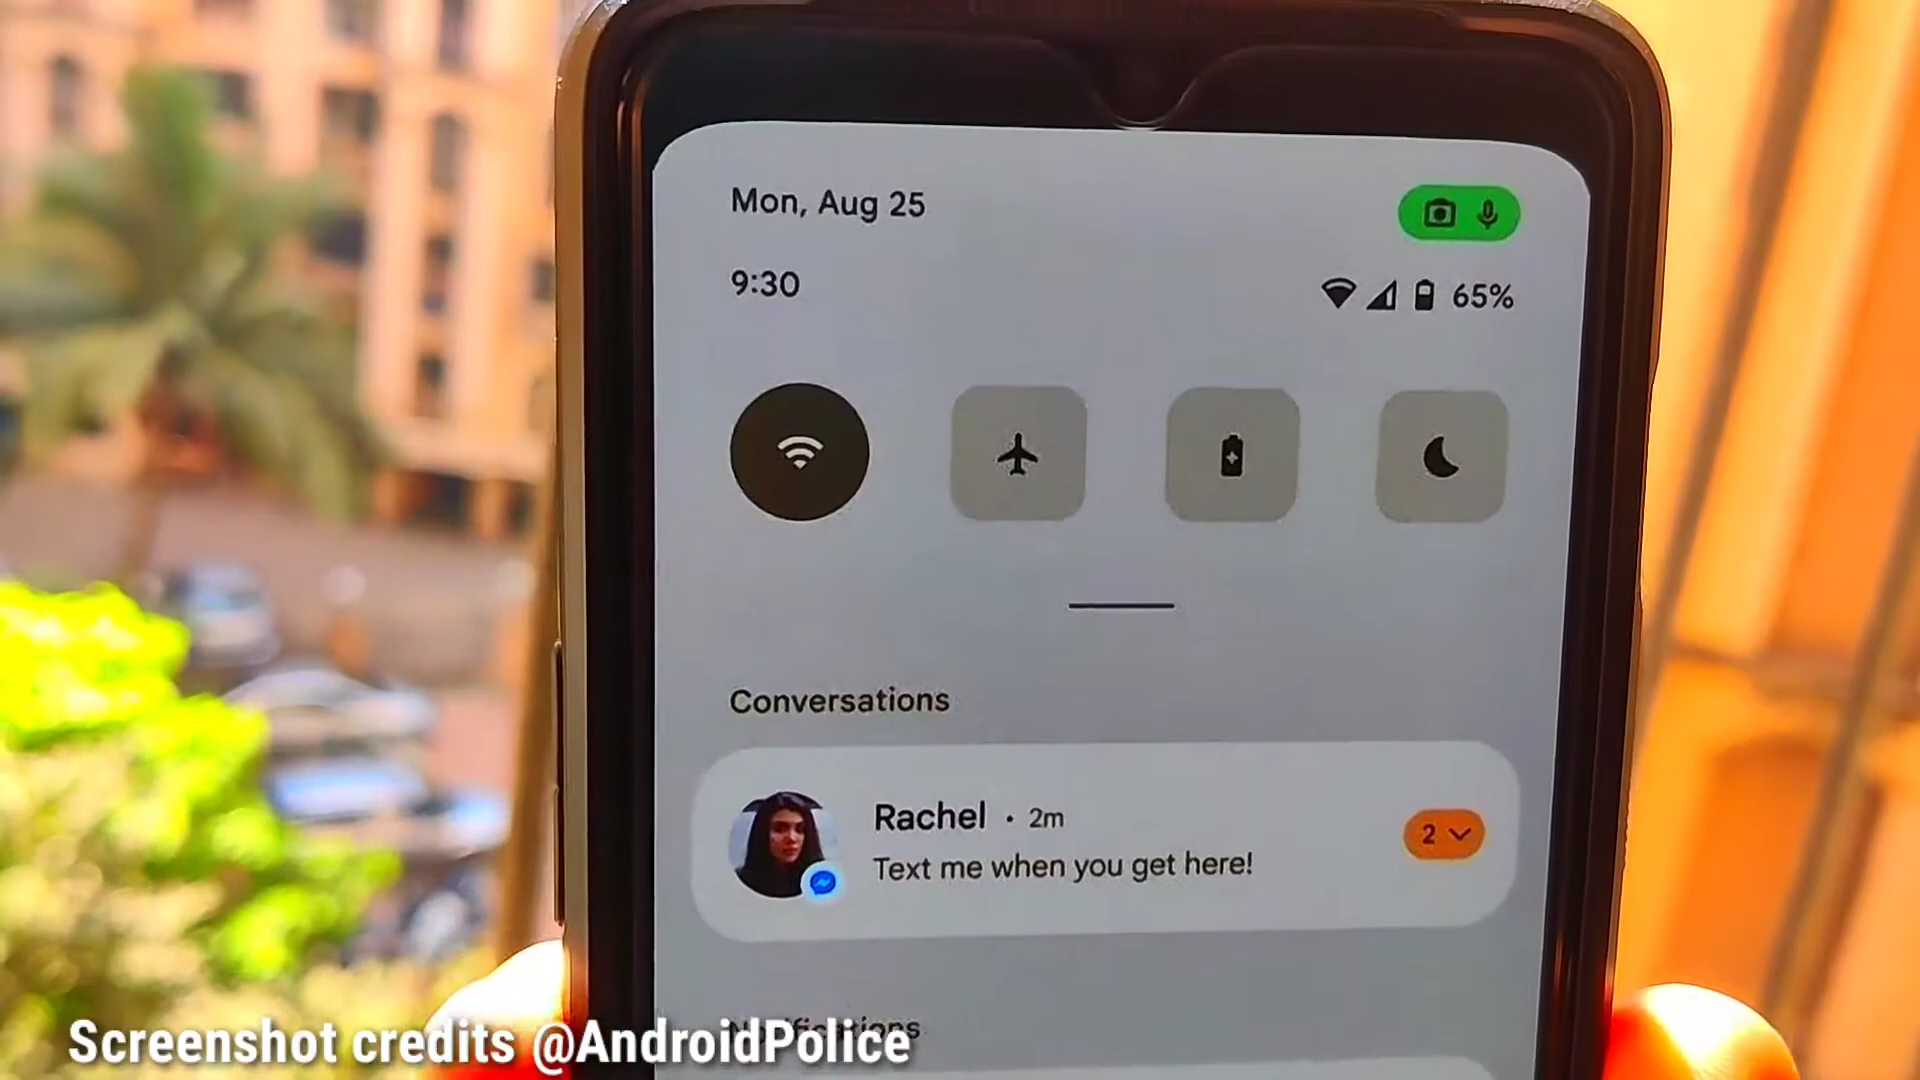 Mon, Aug 25
9:30
65%
Conversations
Rachel · 2m
Text me when you get here!
2
Notifications
Screenshot credits @AndroidPolice